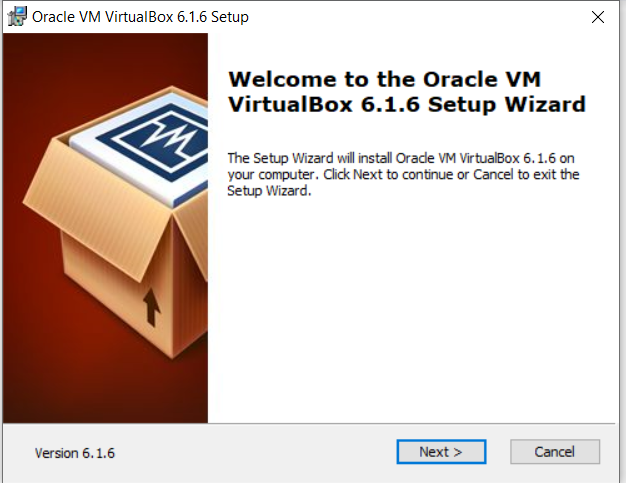 Oracle VM VirtualBox 6.1.6 Setup
Welcome to the Oracle VM
VirtualBox 6.1.6 Setup Wizard
The Setup Wizard will install Oracle VM VirtualBox 6.1.6 on
your computer. Click Next to continue or Cancel to exit the
Setup Wizard.
Version 6.1.6
Next >
Cancel